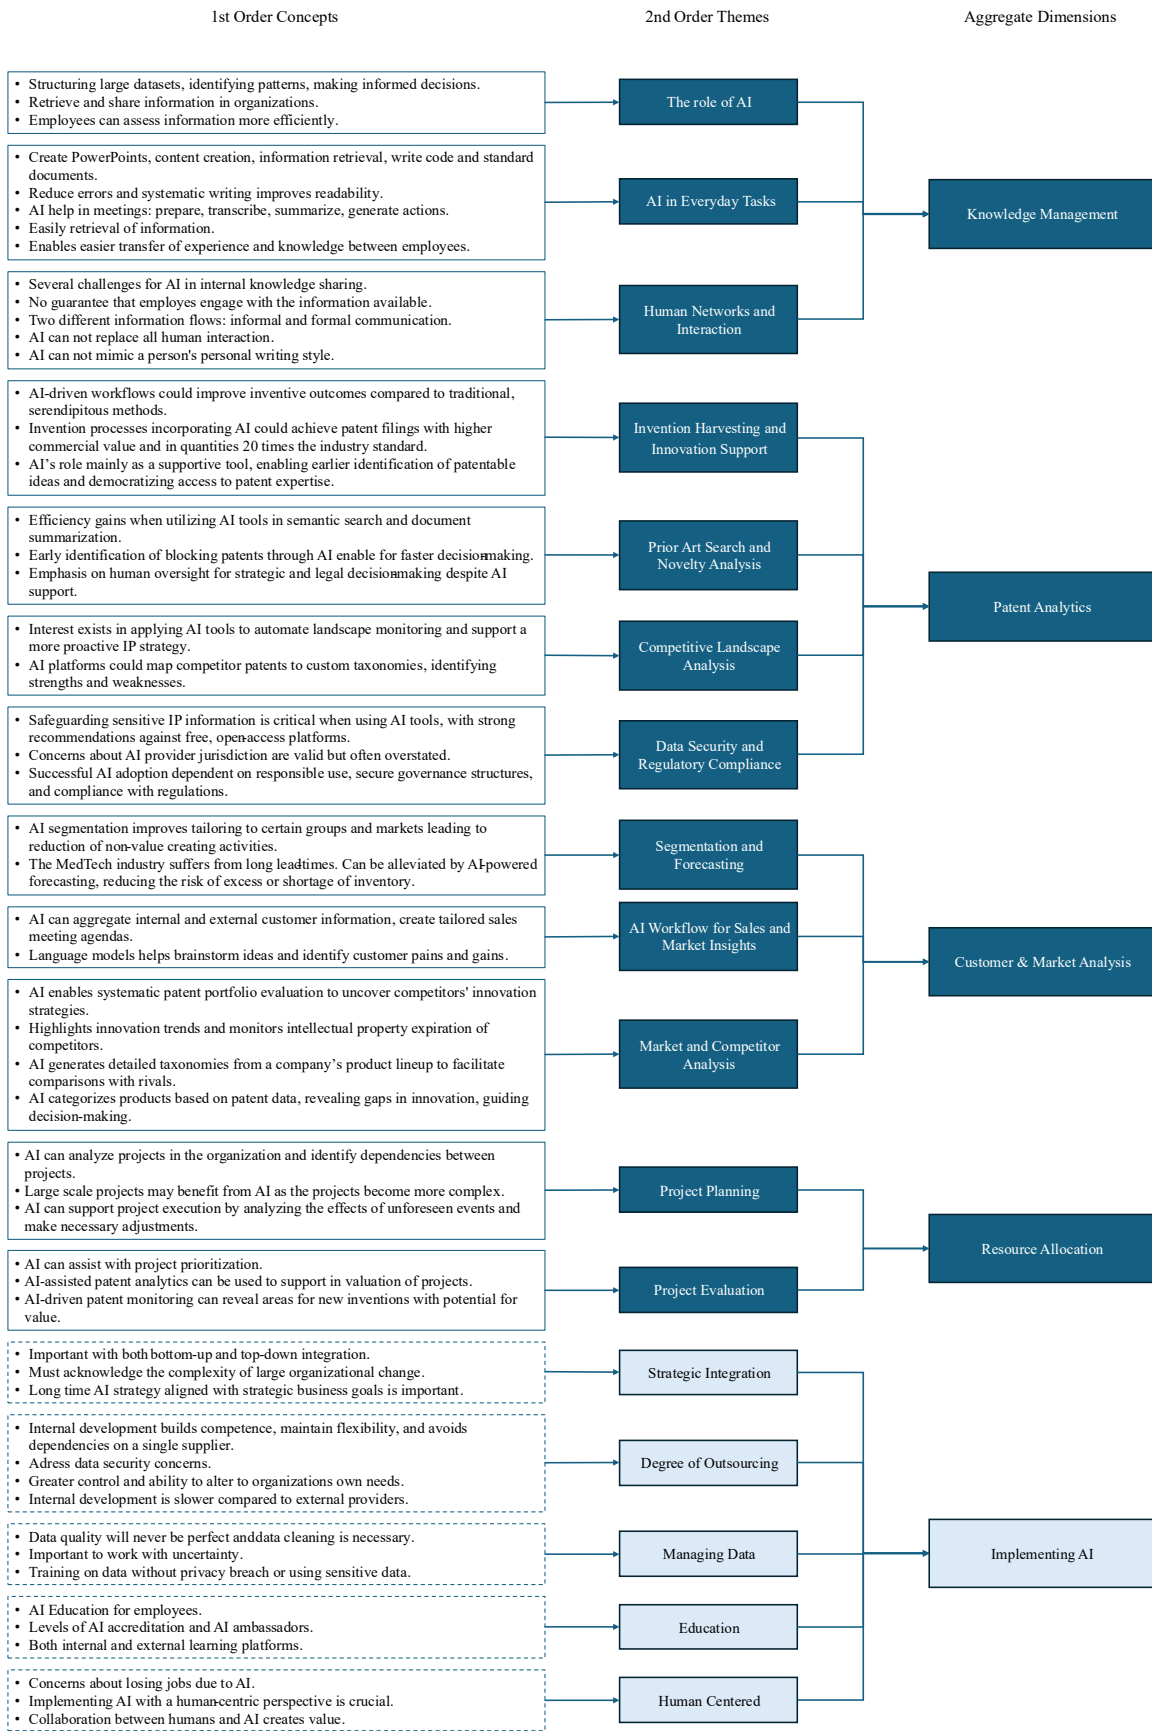 1st Order Concepts
2nd Order Themes
Aggregate Dimensions
• Structuring large datasets, identifying patterns, making informed decisions.
• Retrieve and share information in organizations.
• Employees can assess information more efficiently.
The role of AI
• Create PowerPoints, content creation, information retrieval, write code and standard
documents.
• Reduce errors and systematic writing improves readability.
• AI help in meetings: prepare, transcribe, summarize, generate actions.
• Easily retrieval of information.
• Enables easier transfer of experience and knowledge between employees.
AI in Everyday Tasks
Knowledge Management
• Several challenges for AI in internal knowledge sharing.
• No guarantee that employes engage with the information available.
• Two different information flows: informal and formal communication.
• AI can not replace all human interaction.
• AI can not mimic a person's personal writing style.
Human Networks and
Interaction
• AI-driven workflows could improve inventive outcomes compared to traditional,
serendipitous methods.
• Invention processes incorporating AI could achieve patent filings with higher
commercial value and in quantities 20 times the industry standard.
• AI's role mainly as a supportive tool, enabling earlier identification of patentable
ideas and democratizing access to patent expertise.
Invention Harvesting and
Innovation Support
• Efficiency gains when utilizing AI tools in semantic search and document
summarization.
• Early identification of blocking patents through AI enable for faster decision-making.
• Emphasis on human oversight for strategic and legal decision-making despite AI
support.
Prior Art Search and
Novelty Analysis
Patent Analytics
• Interest exists in applying AI tools to automate landscape monitoring and support a
more proactive IP strategy.
• AI platforms could map competitor patents to custom taxonomies, identifying
strengths and weaknesses.
Competitive Landscape
Analysis
• Safeguarding sensitive IP information is critical when using AI tools, with strong
recommendations against free, open-access platforms.
• Concerns about AI provider jurisdiction are valid but often overstated.
• Successful AI adoption dependent on responsible use, secure governance structures,
and compliance with regulations.
Data Security and
Regulatory Compliance
• AI segmentation improves tailoring to certain groups and markets leading to
reduction of non-value creating activities.
• The MedTech industry suffers from long lead-times. Can be alleviated by AI-powered
forecasting, reducing the risk of excess or shortage of inventory.
Segmentation and
Forecasting
• AI can aggregate internal and external customer information, create tailored sales
meeting agendas.
• Language models helps brainstorm ideas and identify customer pains and gains.
AI Workflow for Sales and
Market Insights
Customer & Market Analysis
• AI enables systematic patent portfolio evaluation to uncover competitors' innovation
strategies.
• Highlights innovation trends and monitors intellectual property expiration of
competitors.
• AI generates detailed taxonomies from a company's product lineup to facilitate
comparisons with rivals.
• AI categorizes products based on patent data, revealing gaps in innovation, guiding
decision-making.
Market and Competitor
Analysis
• AI can analyze projects in the organization and identify dependencies between
projects.
• Large scale projects may benefit from AI as the projects become more complex.
• AI can support project execution by analyzing the effects of unforeseen events and
make necessary adjustments.
Project Planning
Resource Allocation
• AI can assist with project prioritization.
• AI-assisted patent analytics can be used to support in valuation of projects.
• AI-driven patent monitoring can reveal areas for new inventions with potential for
value.
Project Evaluation
• Important with both bottom-up and top-down integration.
• Must acknowledge the complexity of large organizational change.
• Long time AI strategy aligned with strategic business goals is important.
Strategic Integration
• Internal development builds competence, maintain flexibility, and avoids
dependencies on a single supplier.
• Adress data security concerns.
• Greater control and ability to alter to organizations own needs.
• Internal development is slower compared to external providers.
Degree of Outsourcing
• Data quality will never be perfect anddata cleaning is necessary.
• Important to work with uncertainty.
• Training on data without privacy breach or using sensitive data.
Managing Data
Implementing AI
• AI Education for employees.
• Levels of AI accreditation and AI ambassadors.
• Both internal and external learning platforms.
Education
• Concerns about losing jobs due to AI.
• Implementing AI with a human-centric perspective is crucial.
• Collaboration between humans and AI creates value.
Human Centered